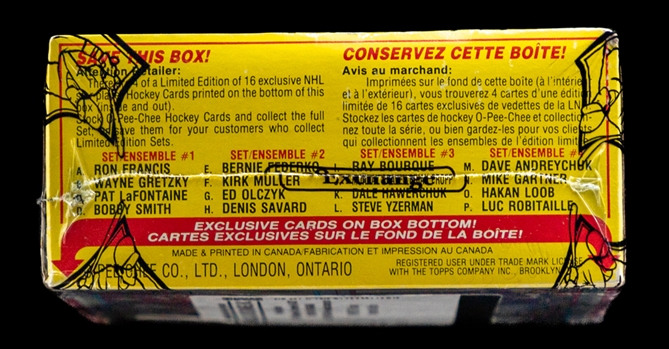 SAVE THIS BOX!
Attention Retailer:
There 4 of a Limited Edition of 16 exclusive NHL
Hockey Cards printed on the bottom of this
box and out).
Stock O-Pee-Chee Hockey Cards and collect the full
Set, save them for your customers who collect
Limited Edition Sets.
CONSERVEZ CETTE BOÎTE!
Avis au marchand:
Imprimées sur le fond de cette boîte (à l'intérie
et à l'extérieur), vous trouverez 4 cartes d'une édition
limitée de 16 cartes exclusives de vedettes de la LN
Stockez les cartes de hockey O-Pee-Chee et collection-
nez toute la série, ou bien gardez-les pour vos clients
qui collectionnent les ensembles de l'édition limitée.
SET/ENSEMBLE #1
A. RON FRANCIS
WAYNE GRETZKY
PAT LaFONTAINE
D. BOBBY SMITH
SET/ENSEMBLE #2
E. BERNIE FEDERKO
F. KIRK MULLER
G. ED OLCZYK
H. DENIS SAVARD
SET/ENSEMBLE #3
I. RAY BOURQUE
Exchange
K. DALE HAWERCHUK
L. STEVE YZERMAN
SET/ENSEMBLE
M. DAVE ANDREYCHUK
N. MIKE GARTNER
O. HAKAN LOOB
P. LUC ROBITAILLE
EXCLUSIVE CARDS ON BOX BOTTOM!
CARTES EXCLUSIVES SUR LE FOND DE LA BOÎTE!
MADE & PRINTED IN CANADA/FABRICATION ET IMPRESSION AU CANADA
CO., LTD., LONDON, ONTARIO
REGISTERED USER UNDER TRADE MARK LICENSE
WITH THE TOPPS COMPANY INC., BROOKLYN